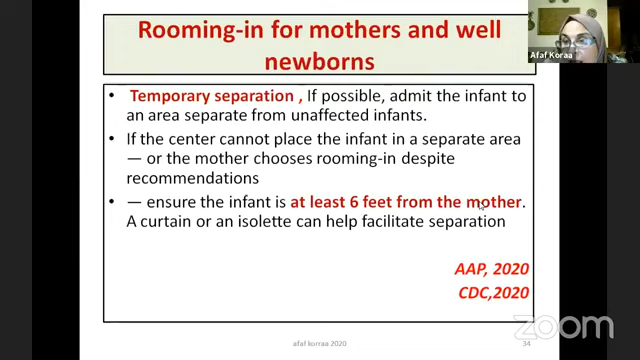 Rooming-in for mothers and well
newborns
Afaf Koraa
• Temporary separation , If possible, admit the infant to
an area separate from unaffected infants.
• If the center cannot place the infant in a separate area
— or the mother chooses rooming-in despite
recommendations
• — ensure the infant is at least 6 feet from the mother.
A curtain or an isolette can help facilitate separation
AAP, 2020
CDC,2020
afaf korraa 2020
34
zoom